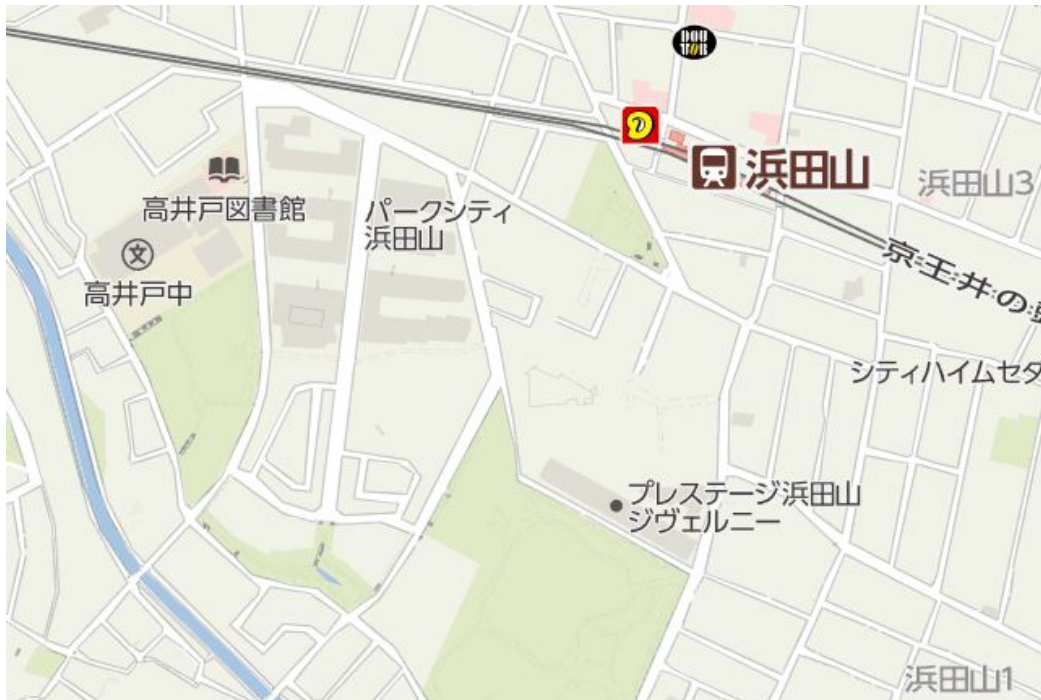 DOU
TOR
浜田山
浜田山3
高井戸図書館
パークシティ
浜田山
文
高井戸中
京王井の
シティハイムセタ
プレステージ浜田山
ジヴェルニー
浜田山1